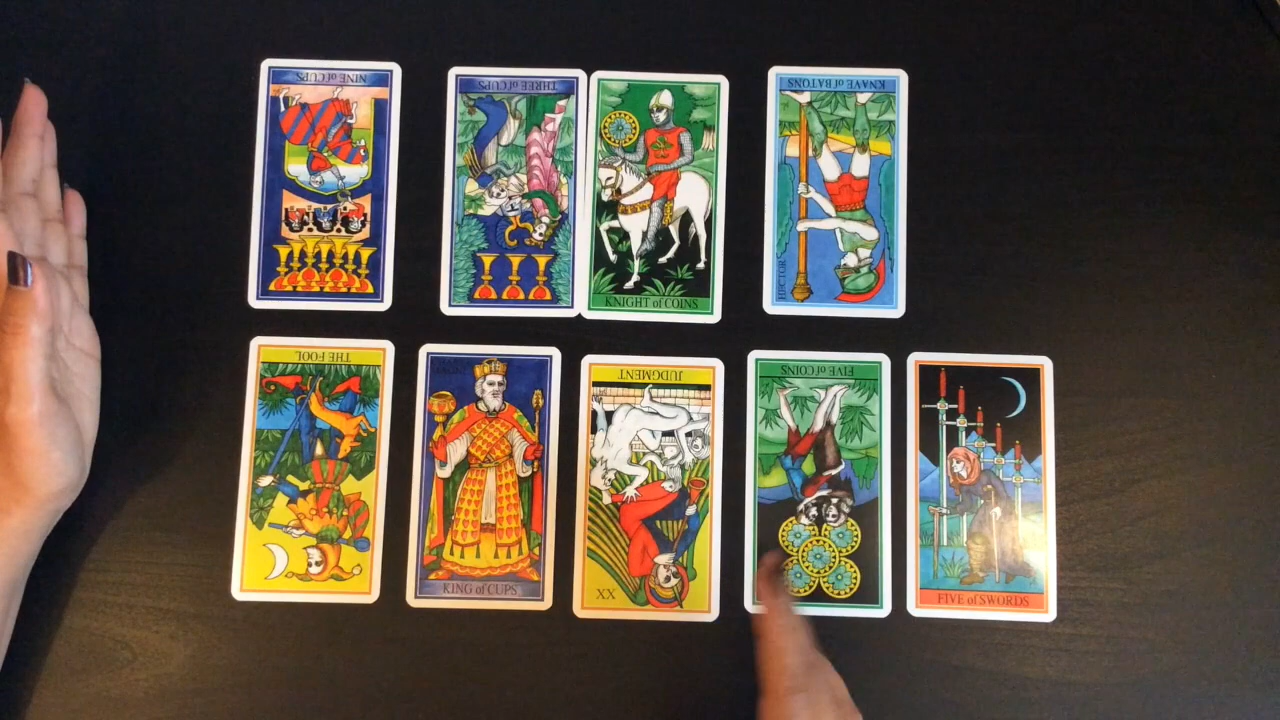 NINE of CUPS
THREE of CUPS
KNIGHT of COINS
KNAVE of BATONS
HECTOR
THE FOOL
KING of CUPS
JUDGMENT
XX
FIVE of COINS
FIVE of SWORDS